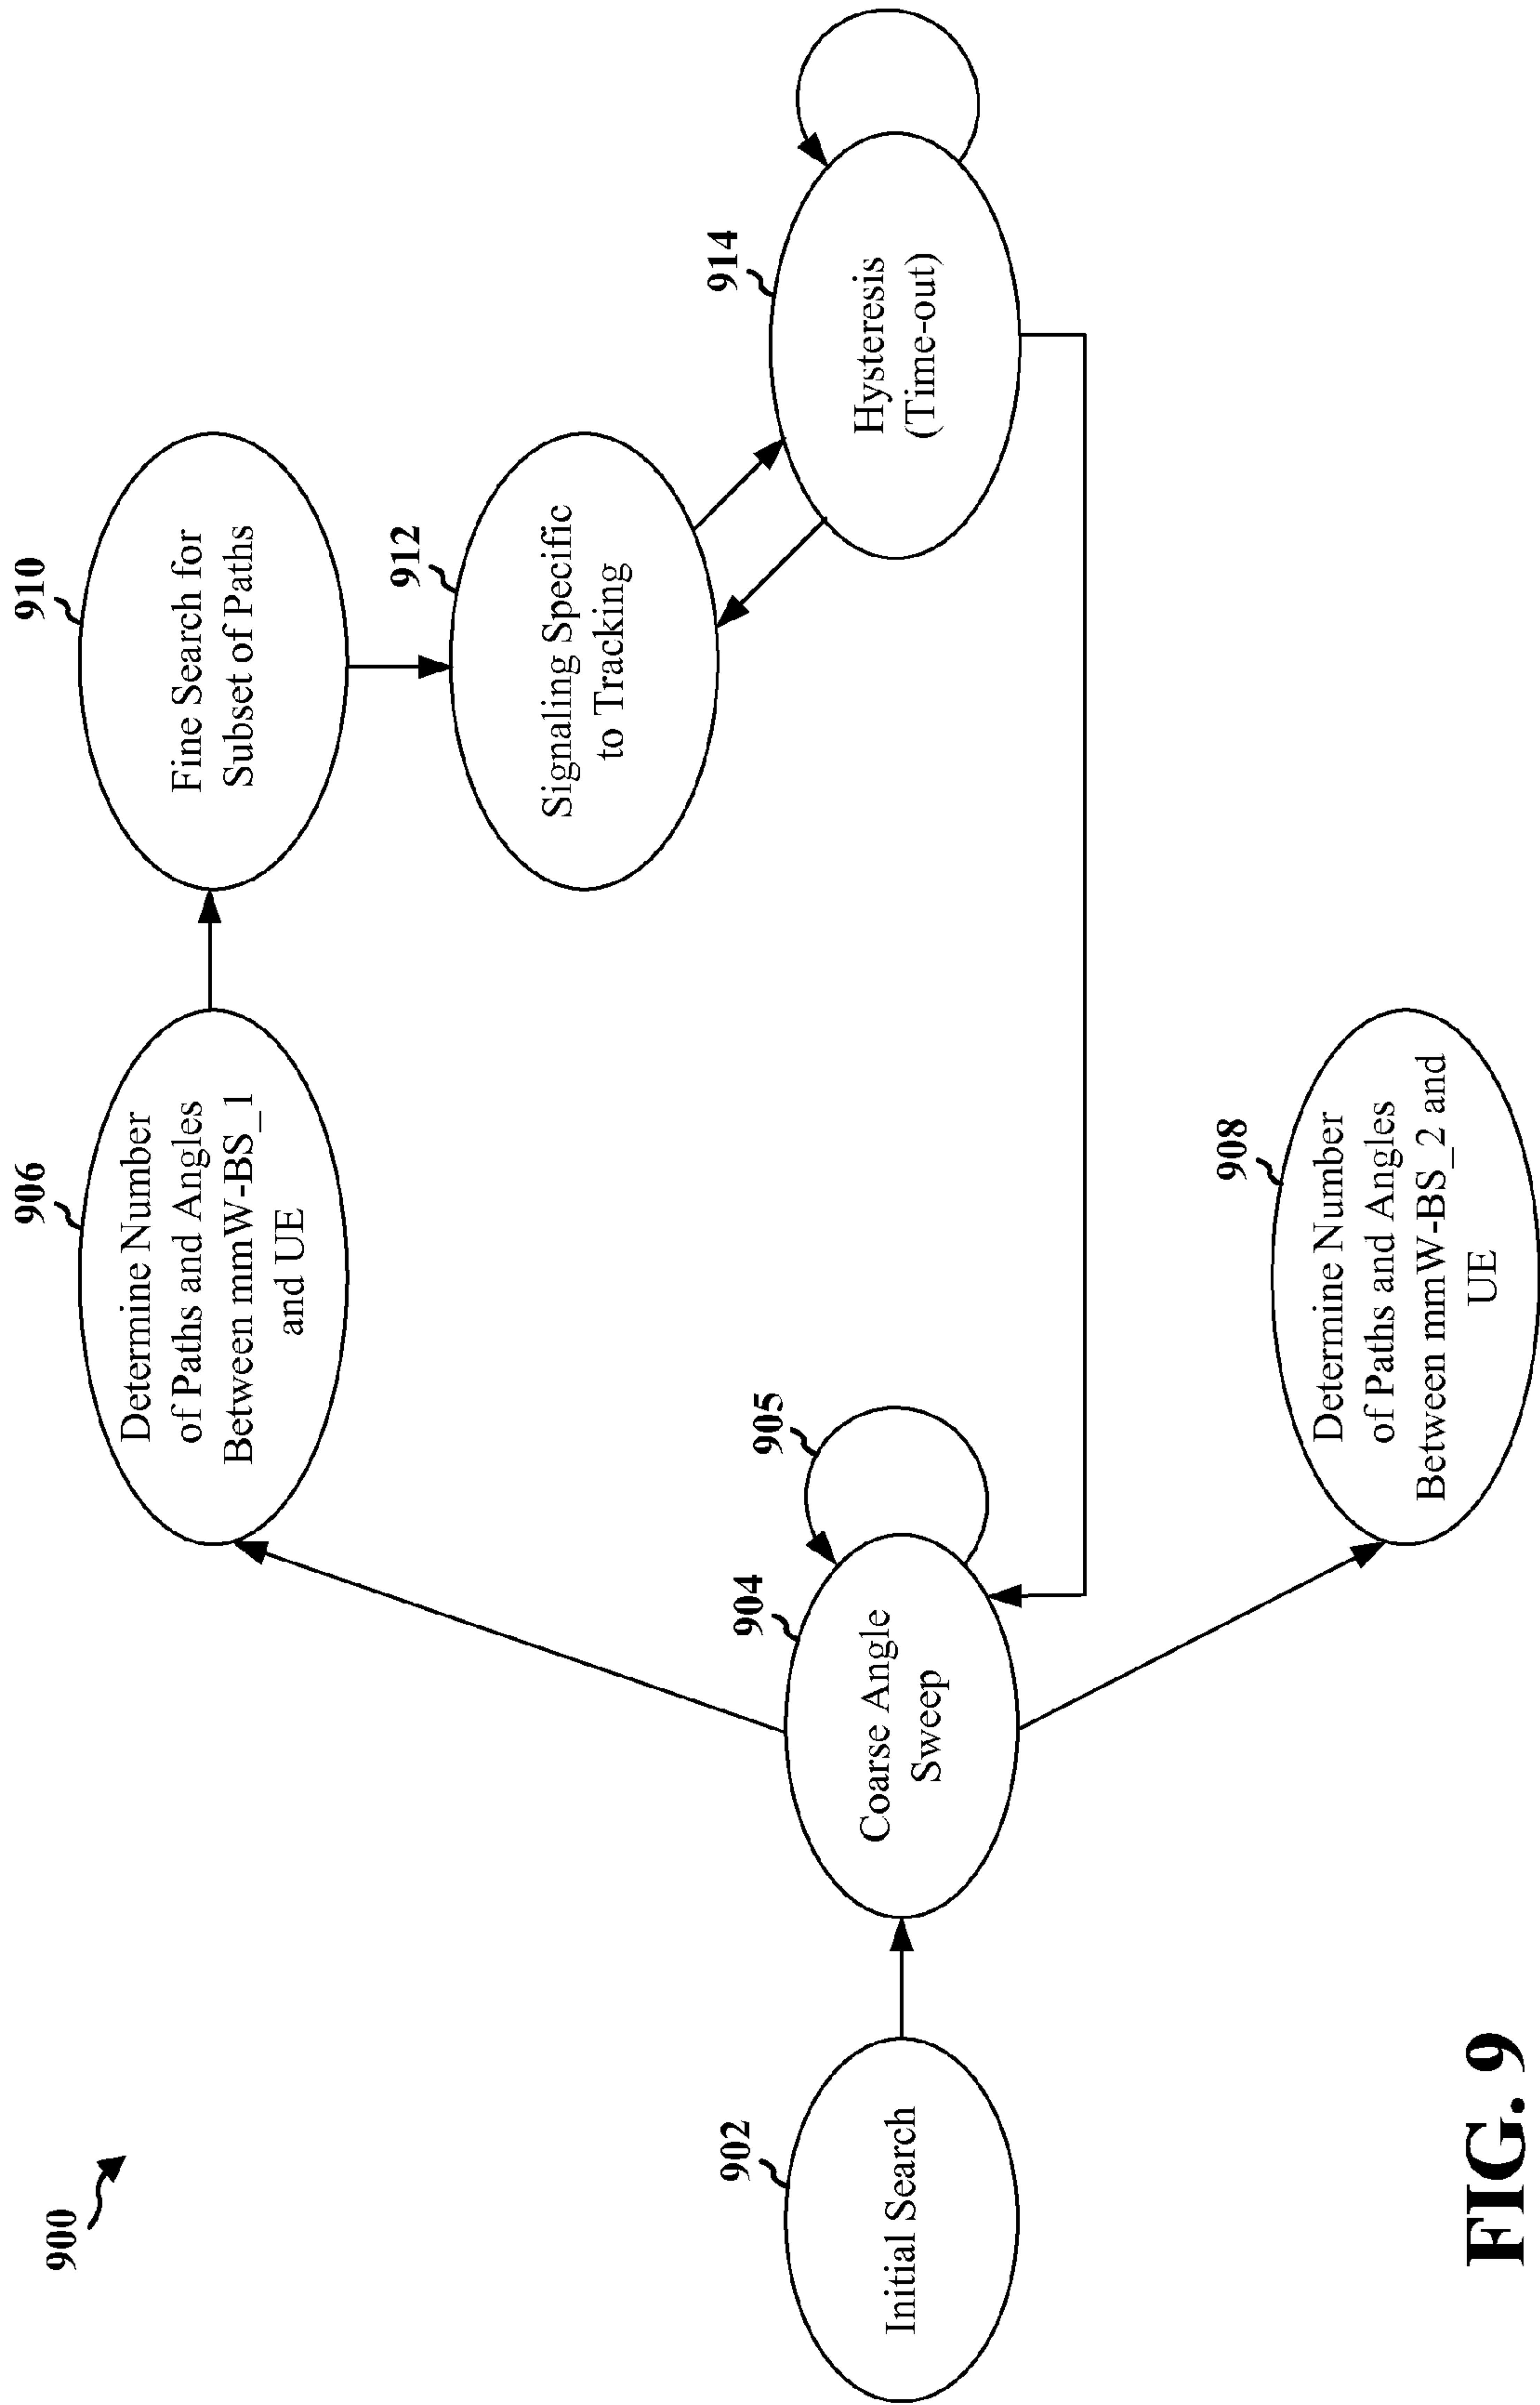 900
902
Initial Search
904
Coarse Angle
Sweep
905
906
Determine Number
of Paths and Angles
Between mmW-BS_1
and UE
908
Determine Number
of Paths and Angles
Between mmW-BS_2 and
UE
910
Fine Search for
Subset of Paths
912
Signaling Specific
to Tracking
914
Hysteresis
(Time-out)
FIG. 9